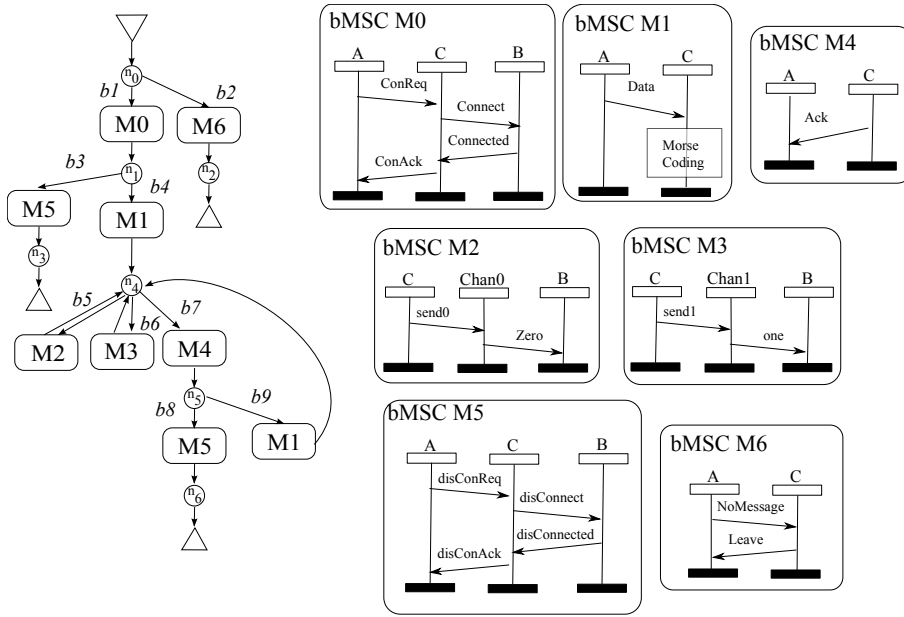 n0
b1
b2
M0
M6
b3
n1
b4
n2
M5
M1
n3
n4
b5
b6
b7
M2
M3
M4
n5
b8
b9
M5
M1
n6
bMSC M0
A C B
ConReq
Connect
Connected
ConAck
bMSC M1
A C
Data
Morse
Coding
bMSC M4
A C
Ack
bMSC M2
C Chan0 B
send0
Zero
bMSC M3
C Chan1 B
send1
one
bMSC M5
A C B
disConReq
disConnect
disConnected
disConAck
bMSC M6
A C
NoMessage
Leave